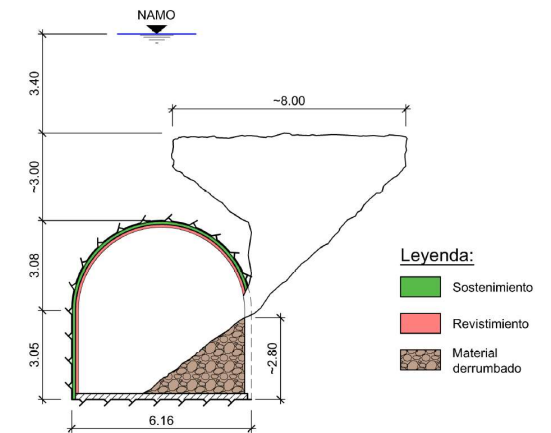 NAMO
3.40
~8.00
~3.00
3.08
Leyenda:
Sostenimiento
Revistimiento
Material
derrumbado
3.05
~2.80
6.16